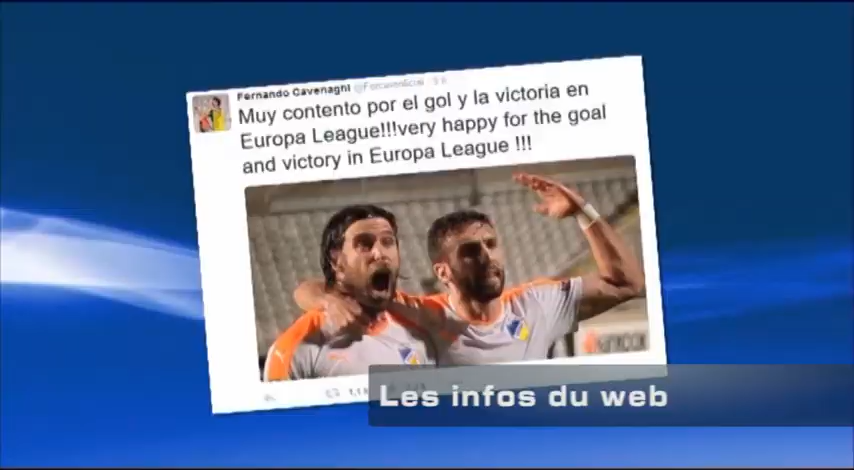 Fernando Cavenaghi
Muy contento por el gol y la victoria en
Europa League!!!very happy for the goal
and victory in Europa League !!!
Les infos du web